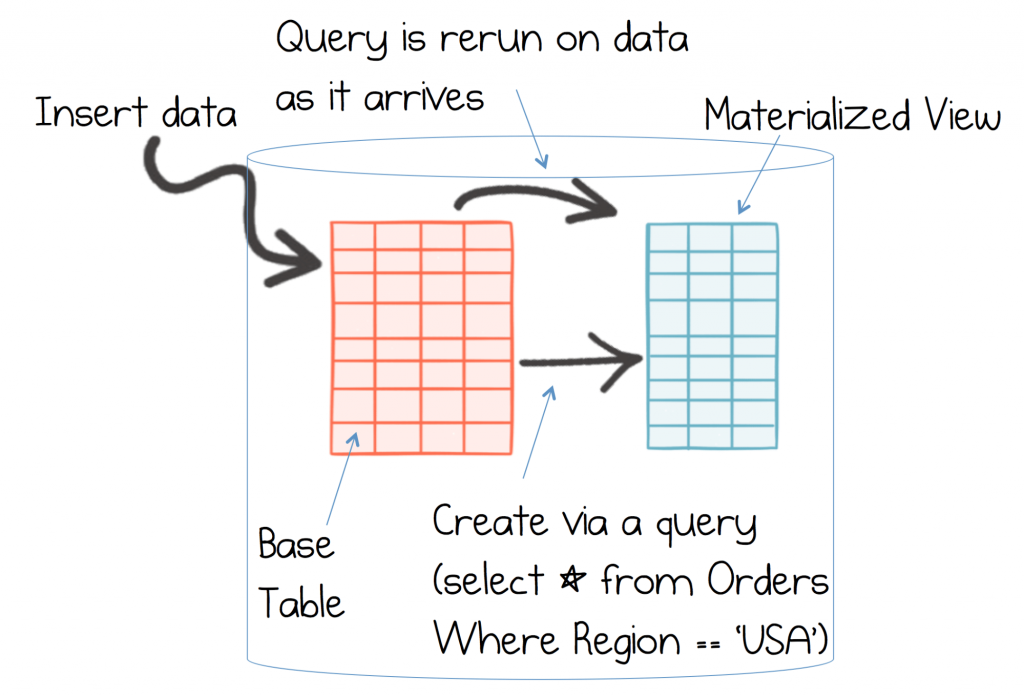 Query is rerun on data
as it arrives
Insert data
Materialized View
Base
Table
Create via a query
(select * from Orders
Where Region == ‘USA’)